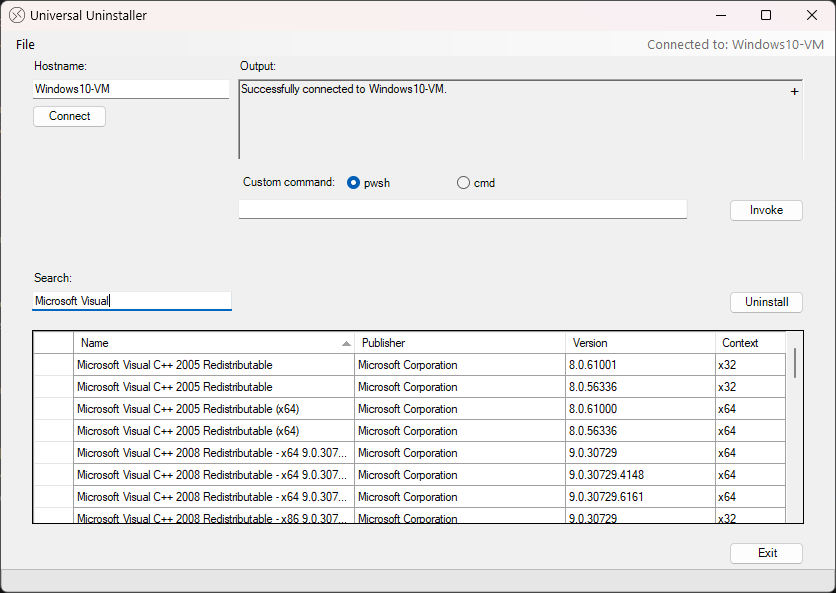 Universal Uninstaller
File
Connected to: Windows10-VM
Hostname:
Output:
Windows10-VM
Successfully connected to Windows10-VM.
+
Connect
Custom command: pwsh cmd
Invoke
Search:
Microsoft Visual
Uninstall
Name Publisher Version Context
Microsoft Visual C++ 2005 Redistributable Microsoft Corporation 8.0.61001 x32
Microsoft Visual C++ 2005 Redistributable Microsoft Corporation 8.0.56336 x32
Microsoft Visual C++ 2005 Redistributable (x64) Microsoft Corporation 8.0.61000 x64
Microsoft Visual C++ 2005 Redistributable (x64) Microsoft Corporation 8.0.56336 x64
Microsoft Visual C++ 2008 Redistributable - x64 9.0.307... Microsoft Corporation 9.0.30729 x64
Microsoft Visual C++ 2008 Redistributable - x64 9.0.307... Microsoft Corporation 9.0.30729.4148 x64
Microsoft Visual C++ 2008 Redistributable - x64 9.0.307... Microsoft Corporation 9.0.30729.6161 x64
Microsoft Visual C++ 2008 Redistributable - x86 9.0.307... Microsoft Corporation 9.0.30729 x32
Exit